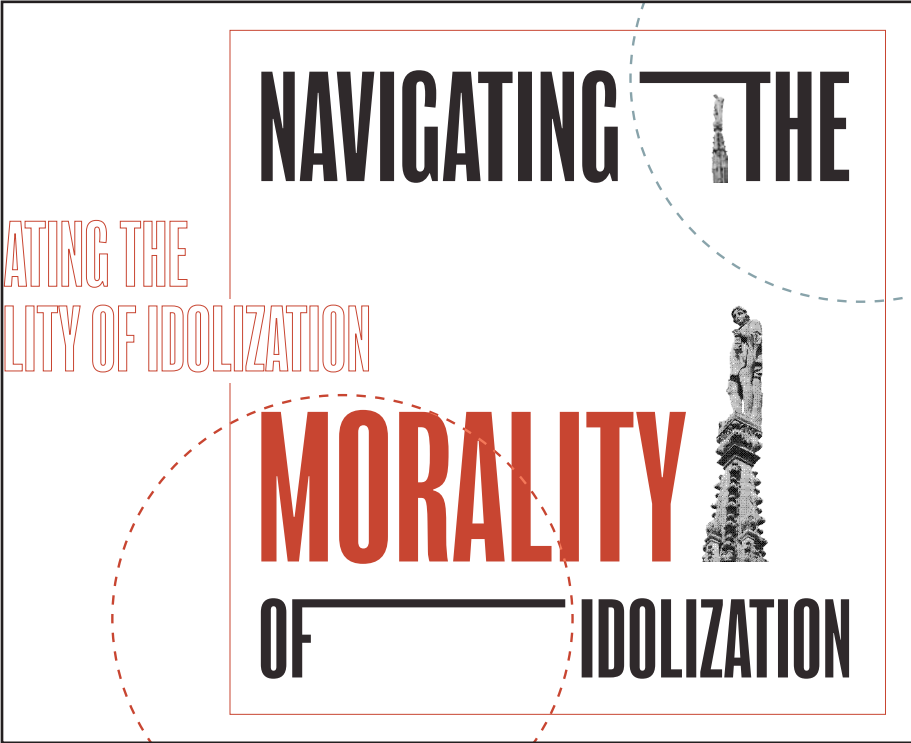 NAVIGATING THE
ATING THE
LITY OF IDOLIZATION
MORALITY
OF IDOLIZATION